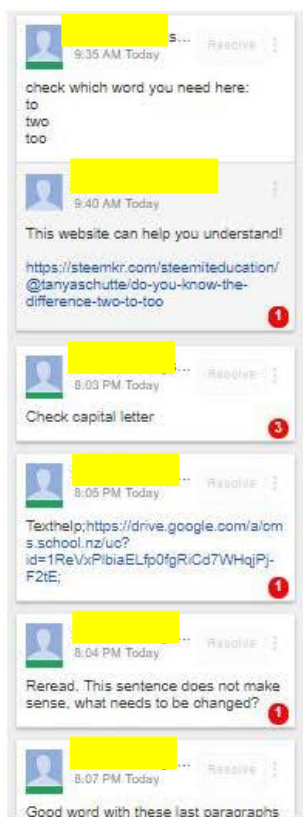 s...
Resolve
9:35 AM Today
check which word you need here:
to
two
too
9:40 AM Today
This website can help you understand!
https://steemkr.com/steemiteducation/
@tanyaschutte/do-you-know-the-
difference-two-to-too
1
...
Resolve
8:03 PM Today
Check capital letter
3
...
Resolve
8:05 PM Today
Texthelp;https://drive.google.com/a/cm
s.school.nz/uc?
id=1ReVxPlbiaELfp0fgRiCd7WHqjPj-
F2tE;
1
...
Resolve
8:04 PM Today
Reread. This sentence does not make
sense, what needs to be changed?
1
...
Resolve
8:07 PM Today
Good word with these last paragraphs